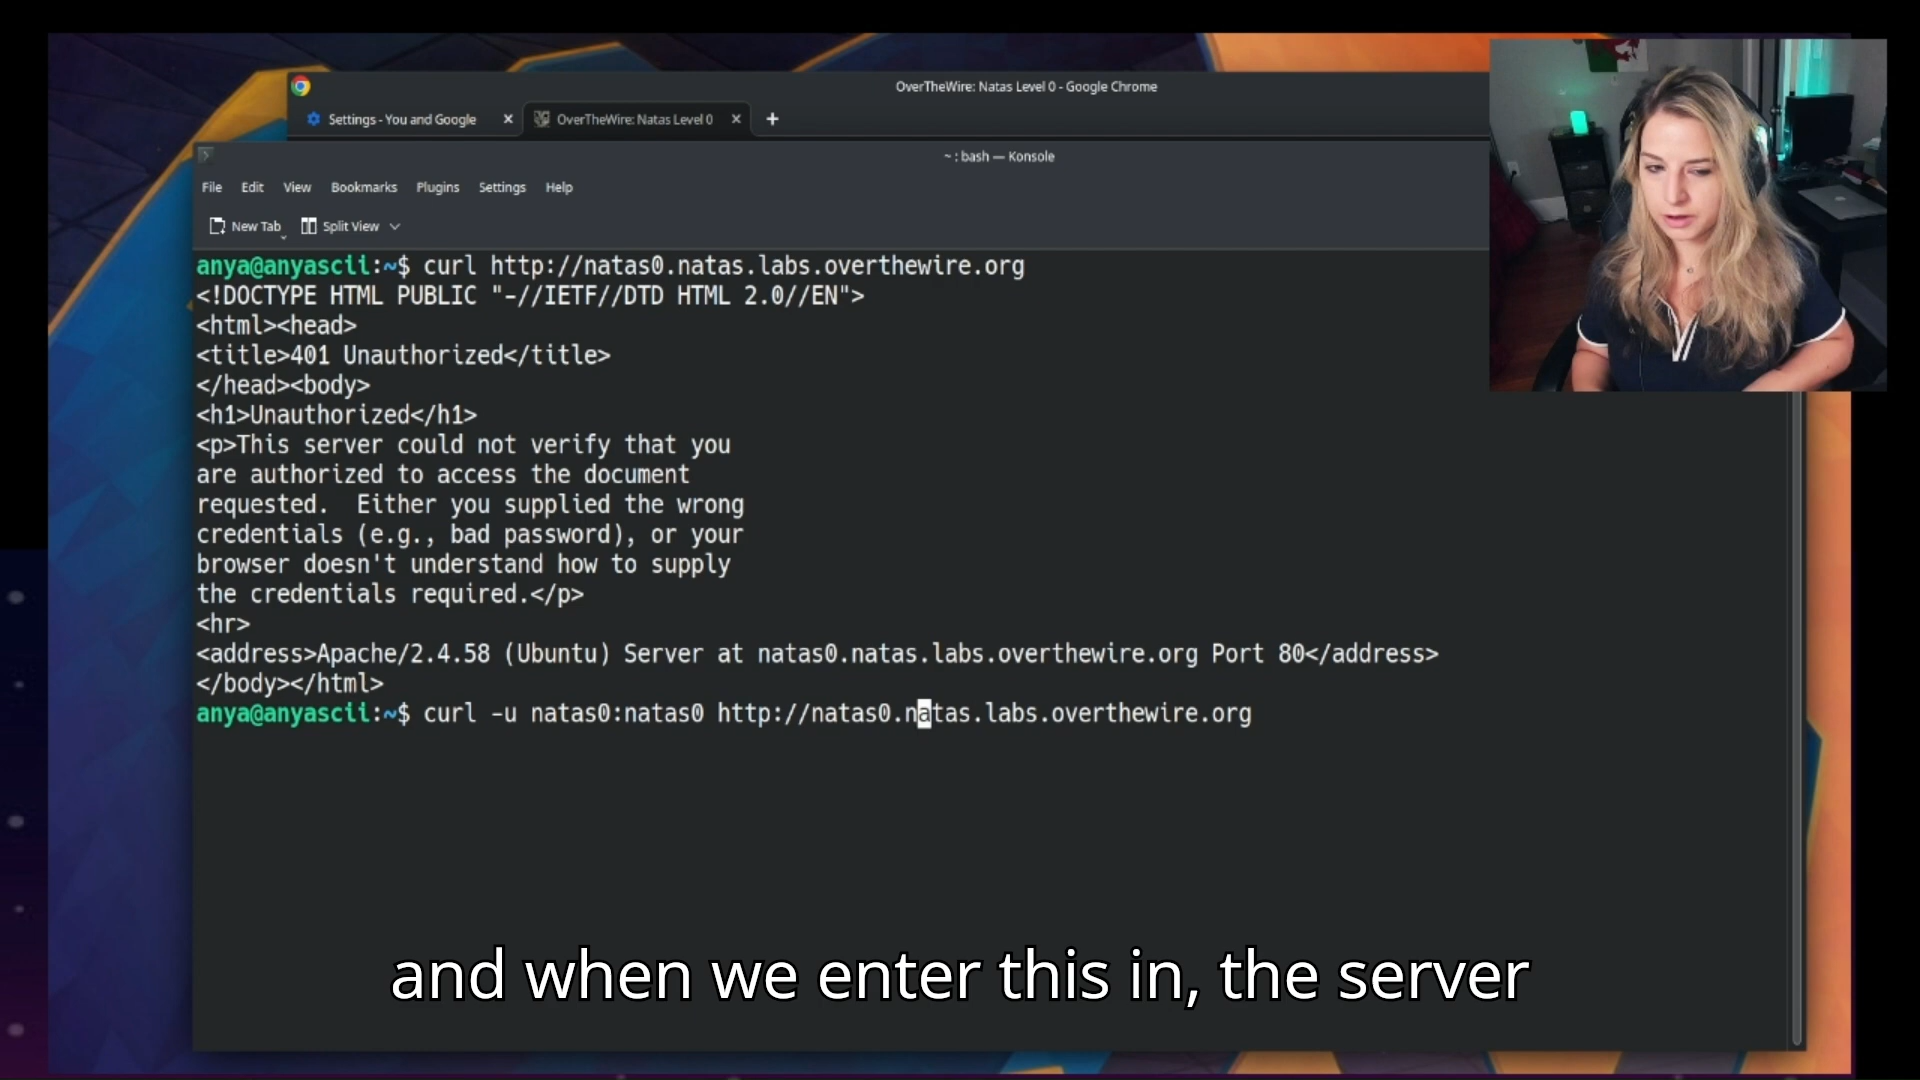 OverTheWire: Natas Level 0 - Google Chrome
Settings - You and Google
OverTheWire: Natas Level 0
~ : bash — Konsole
File Edit View Bookmarks Plugins Settings Help
New Tab Split View
anya@anyascii:~$ curl http://natas0.natas.labs.overthewire.org
<!DOCTYPE HTML PUBLIC "-//IETF//DTD HTML 2.0//EN">
<html><head>
<title>401 Unauthorized</title>
</head><body>
<h1>Unauthorized</h1>
<p>This server could not verify that you
are authorized to access the document
requested.  Either you supplied the wrong
credentials (e.g., bad password), or your
browser doesn't understand how to supply
the credentials required.</p>
<hr>
<address>Apache/2.4.58 (Ubuntu) Server at natas0.natas.labs.overthewire.org Port 80</address>
</body></html>
anya@anyascii:~$ curl -u natas0:natas0 http://natas0.natas.labs.overthewire.org
and when we enter this in, the server